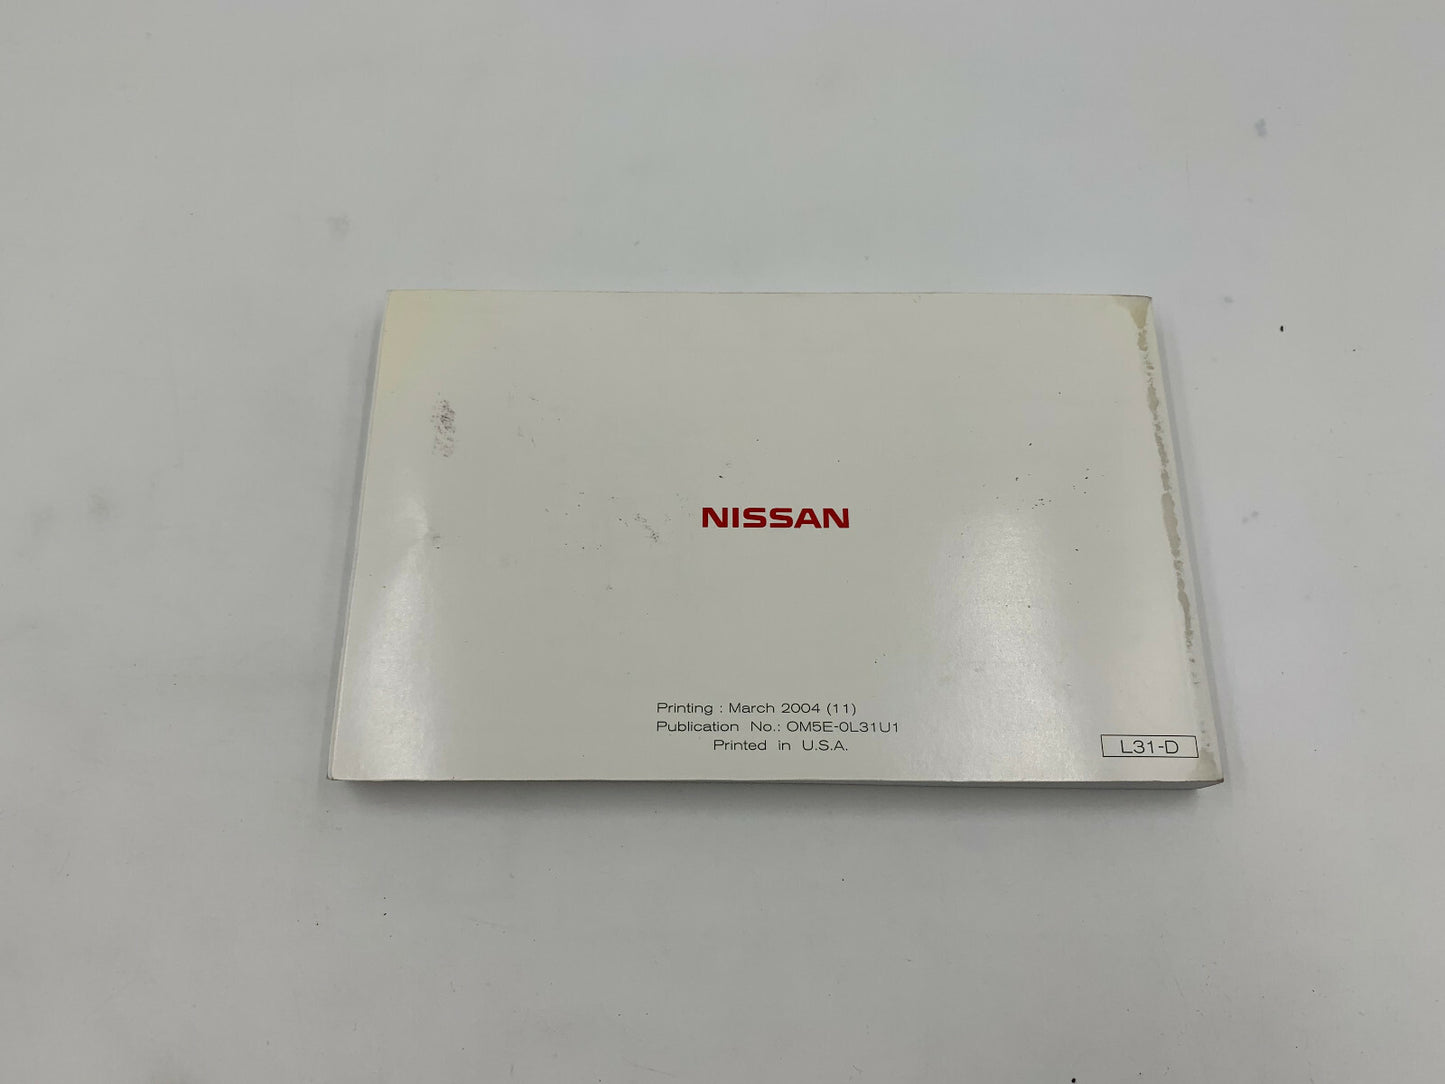 NISSAN
Printing : March 2004 (11)
Publication No.: OM5E-0L31U1
Printed in U.S.A.
L31-D